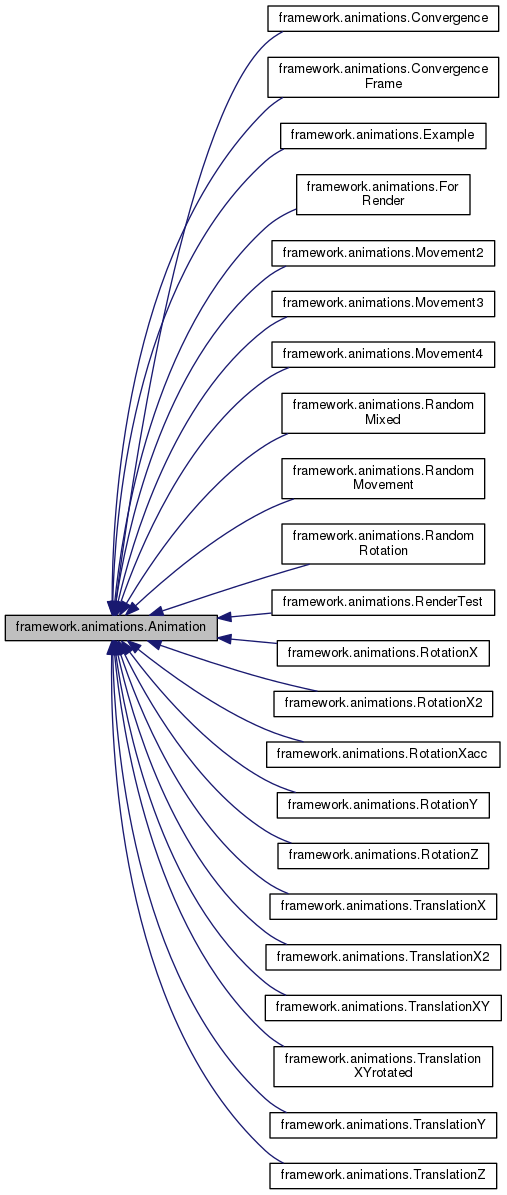 framework.animations.Convergence
framework.animations.Convergence
Frame
framework.animations.Example
framework.animations.For
Render
framework.animations.Movement2
framework.animations.Movement3
framework.animations.Movement4
framework.animations.Random
Mixed
framework.animations.Random
Movement
framework.animations.Random
Rotation
framework.animations.RenderTest
framework.animations.Animation
framework.animations.RotationX
framework.animations.RotationX2
framework.animations.RotationXacc
framework.animations.RotationY
framework.animations.RotationZ
framework.animations.TranslationX
framework.animations.TranslationX2
framework.animations.TranslationXY
framework.animations.Translation
XYrotated
framework.animations.TranslationY
framework.animations.TranslationZ